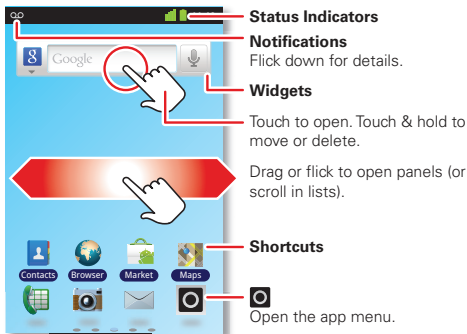 Status Indicators
Notifications
Flick down for details.
8 Google
Widgets
Touch to open. Touch & hold to
move or delete.
Drag or flick to open panels (or
scroll in lists).
Shortcuts
Contacts Browser Market Maps
Open the app menu.